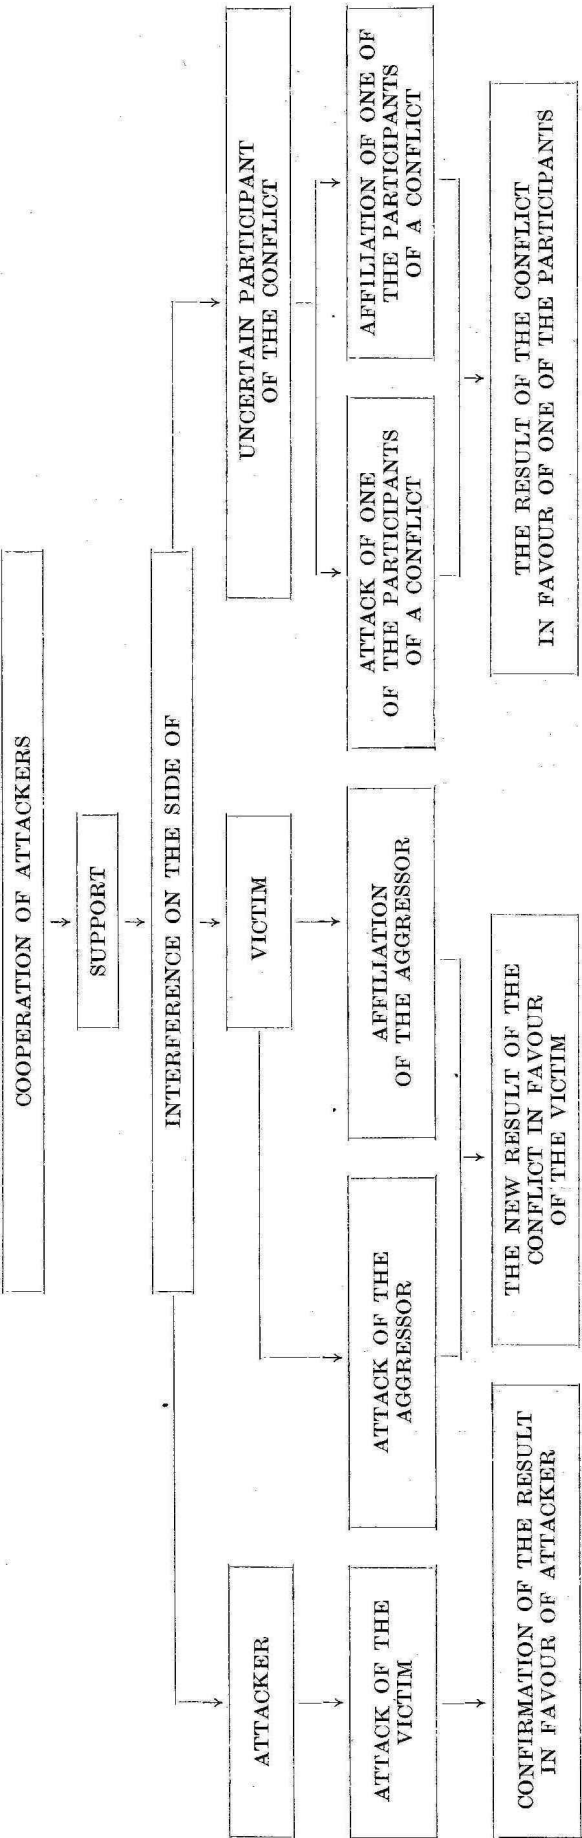 COOPERATION OF ATTACKERS
SUPPORT
INTERFERENCE ON THE SIDE OF
ATTACKER
VICTIM
UNCERTAIN PARTICIPANT
OF THE CONFLICT
ATTACK OF THE
VICTIM
ATTACK OF THE
AGGRESSOR
AFFILIATION
OF THE AGGRESSOR
ATTACK OF ONE
OF THE PARTICIPANTS
OF A CONFLICT
AFFILIATION OF ONE OF
THE PARTICIPANTS
OF A CONFLICT
CONFIRMATION OF THE RESULT
IN FAVOUR OF ATTACKER
THE NEW RESULT OF THE
CONFLICT IN FAVOUR
OF THE VICTIM
THE RESULT OF THE CONFLICT
IN FAVOUR OF ONE OF THE PARTICIPANTS